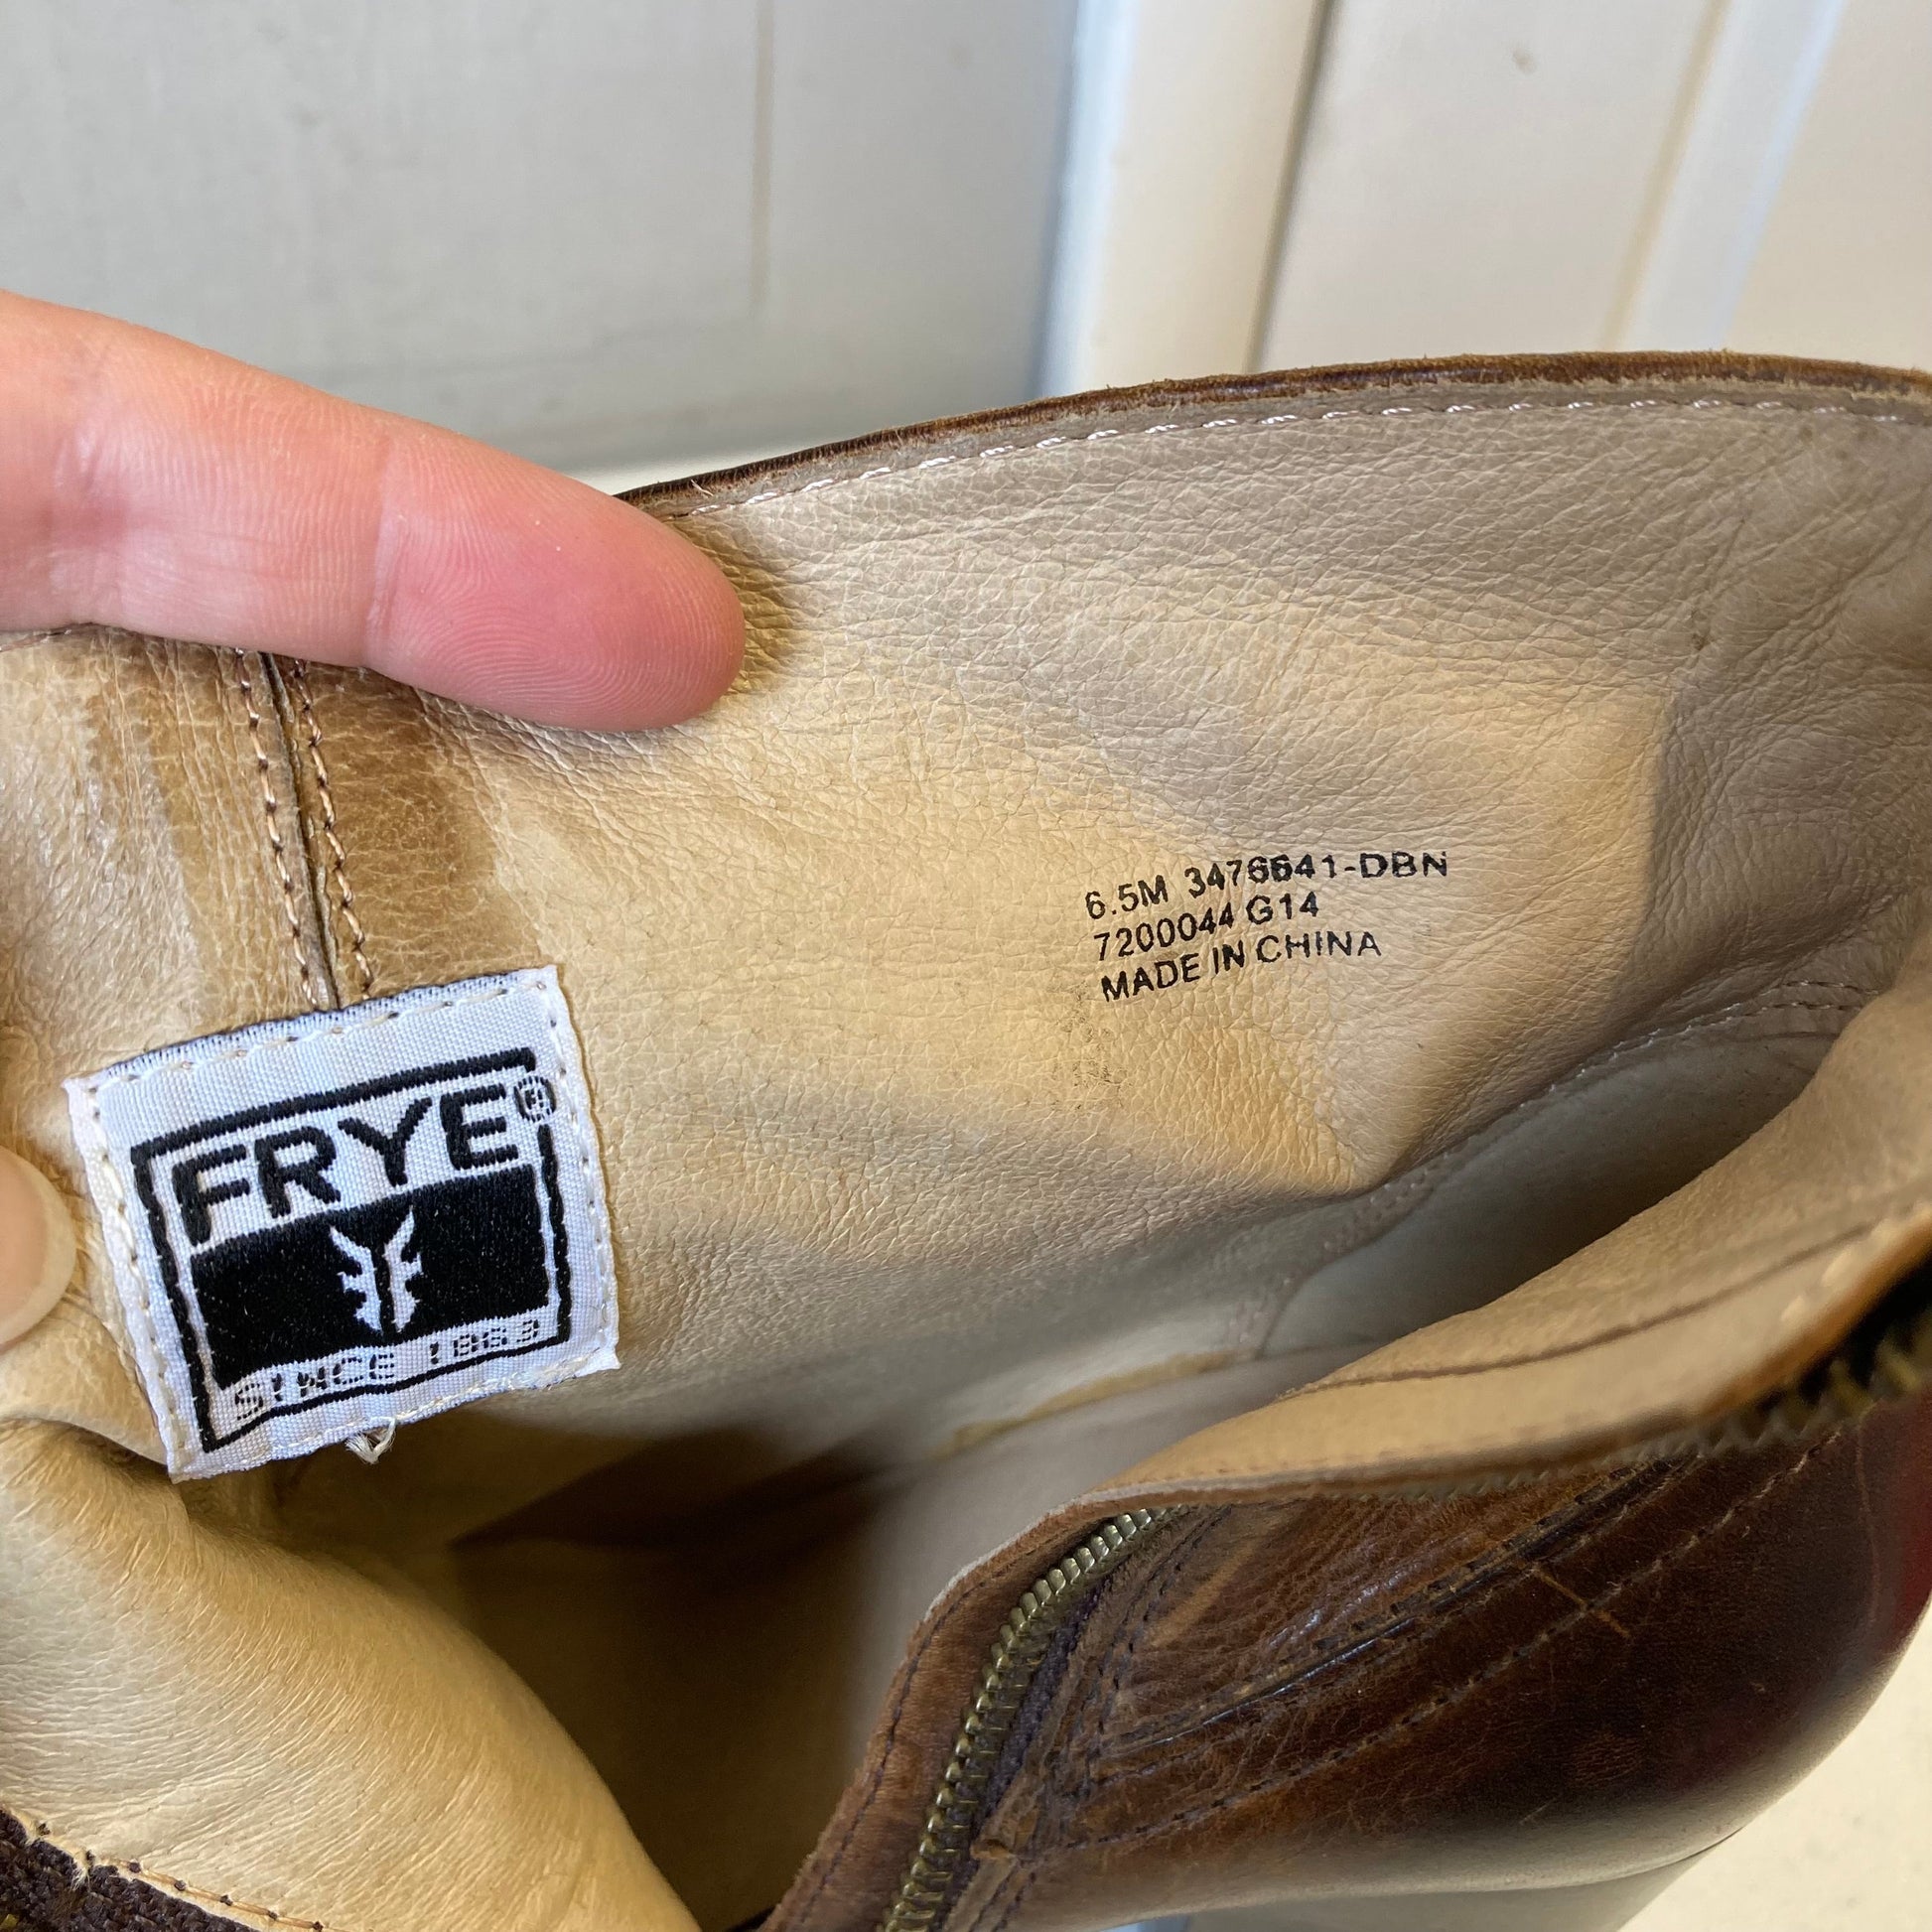 FRYE®
SINCE 1863
6.5M 3476641-DBN
7200044 G14
MADE IN CHINA